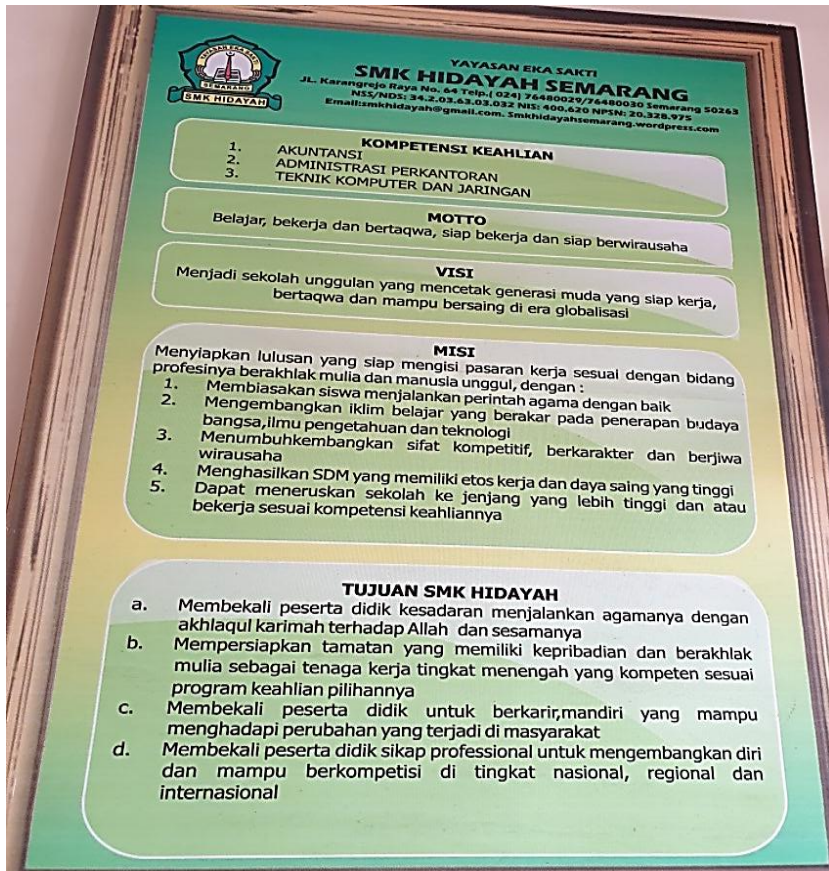 YAYASAN EKA SAKTI
SEMARANG
SMK HIDAYAH
YAYASAN EKA SAKTI
SMK HIDAYAH SEMARANG
JL. Karangrejo Raya No. 64 Telp.( 024) 76480029/76480030 Semarang 50263
NSS/NDS: 34.2.03.63.03.032 NIS: 400.620 NPSN: 20.328.975
Email:smkhidayah@gmail.com. Smkhidayahsemarang.wordpress.com
KOMPETENSI KEAHLIAN
1. AKUNTANSI
2. ADMINISTRASI PERKANTORAN
3. TEKNIK KOMPUTER DAN JARINGAN
MOTTO
Belajar, bekerja dan bertaqwa, siap bekerja dan siap berwirausaha
VISI
Menjadi sekolah unggulan yang mencetak generasi muda yang siap kerja,
bertaqwa dan mampu bersaing di era globalisasi
MISI
Menyiapkan lulusan yang siap mengisi pasaran kerja sesuai dengan bidang
profesinya berakhlak mulia dan manusia unggul, dengan :
1. Membiasakan siswa menjalankan perintah agama dengan baik
2. Mengembangkan iklim belajar yang berakar pada penerapan budaya
bangsa,ilmu pengetahuan dan teknologi
3. Menumbuhkembangkan sifat kompetitif, berkarakter dan berjiwa
wirausaha
4. Menghasilkan SDM yang memiliki etos kerja dan daya saing yang tinggi
5. Dapat meneruskan sekolah ke jenjang yang lebih tinggi dan atau
bekerja sesuai kompetensi keahliannya
TUJUAN SMK HIDAYAH
a. Membekali peserta didik kesadaran menjalankan agamanya dengan
akhlaqul karimah terhadap Allah dan sesamanya
b. Mempersiapkan tamatan yang memiliki kepribadian dan berakhlak
mulia sebagai tenaga kerja tingkat menengah yang kompeten sesuai
program keahlian pilihannya
c. Membekali peserta didik untuk berkarir,mandiri yang mampu
menghadapi perubahan yang terjadi di masyarakat
d. Membekali peserta didik sikap professional untuk mengembangkan diri
dan mampu berkompetisi di tingkat nasional, regional dan
internasional